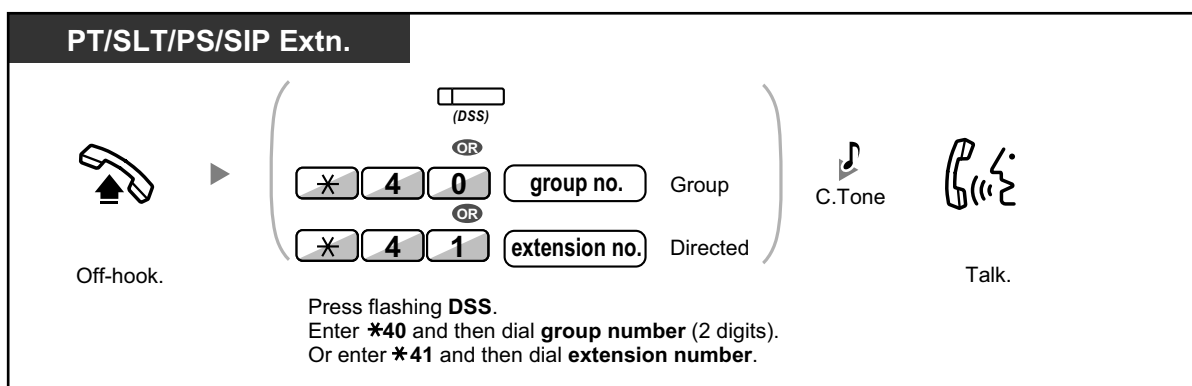 PT/SLT/PS/SIP Extn.
(DSS)
OR
* 4 0 group no. Group
OR
* 4 1 extension no. Directed
C.Tone
Off-hook.
Talk.
Press flashing DSS.
Enter *40 and then dial group number (2 digits).
Or enter *41 and then dial extension number.